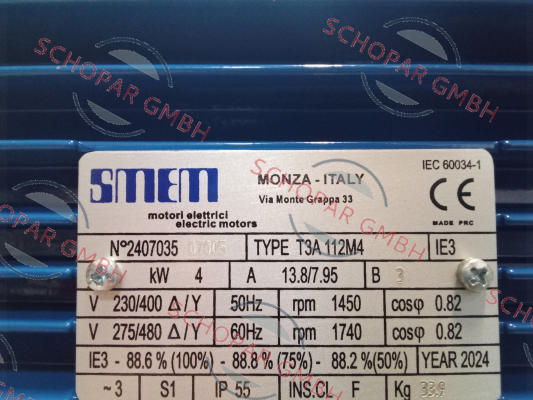 SCHOPAR GMBH
SCHOPAR GMBH
SCHOPAR GMBH
SCHOPAR GMBH
SCHOPAR GMBH
SMEM
MONZA - ITALY
IEC 60034-1
Via Monte Grappa 33
CE
motori elettrici
electric motors
MADE PRC
N°2407035 TYPE T3A 112M4 IE3
kW 4 A 13.8/7.95 B 3
V 230/400 Δ/Y 50Hz rpm 1450 cosφ 0.82
V 275/480 Δ/Y 60Hz rpm 1740 cosφ 0.82
IE3 - 88.6 % (100%) - 88.8 % (75%) - 88.2 %(50%) YEAR 2024
~ 3 S1 IP 55 INS.CL F Kg 33.9